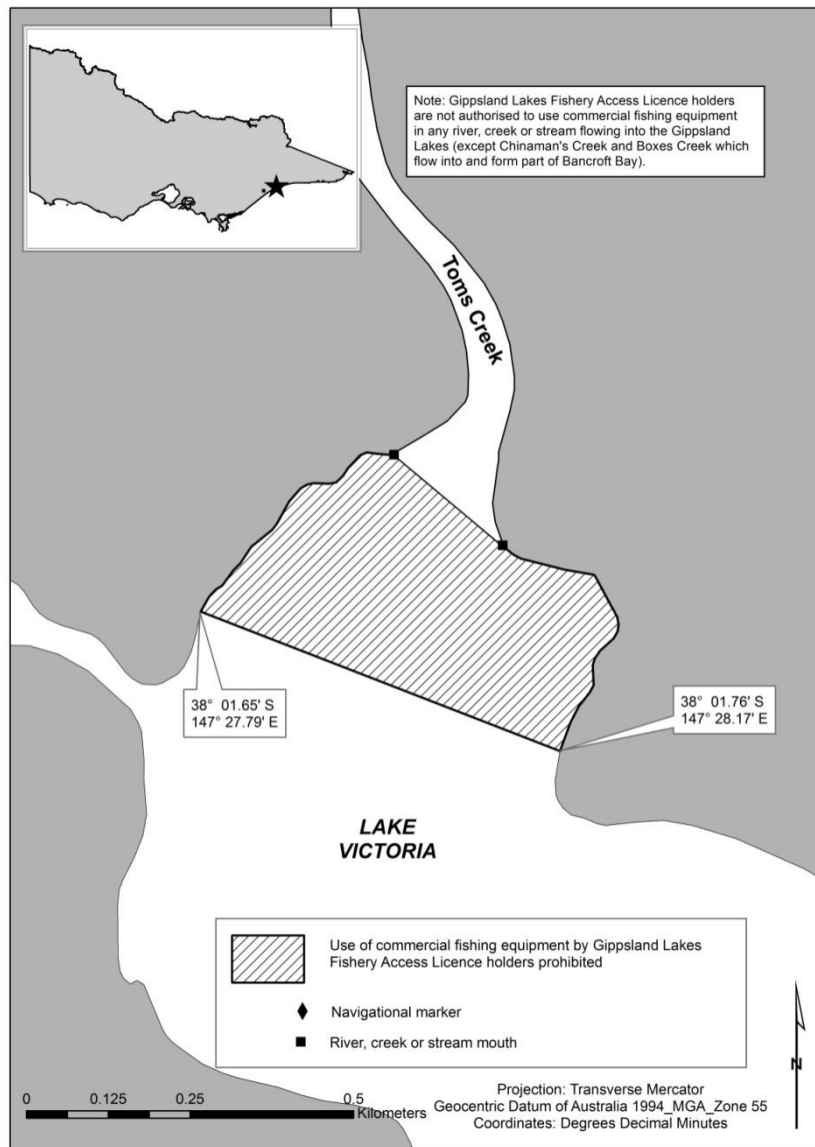 Note: Gippsland Lakes Fishery Access Licence holders
are not authorised to use commercial fishing equipment
in any river, creek or stream flowing into the Gippsland
Lakes (except Chinaman's Creek and Boxes Creek which
flow into and form part of Bancroft Bay).
Toms Creek
38° 01.65' S
147° 27.79' E
38° 01.76' S
147° 28.17' E
LAKE
VICTORIA
Use of commercial fishing equipment by Gippsland Lakes
Fishery Access Licence holders prohibited
Navigational marker
River, creek or stream mouth
N
0 0.125 0.25 0.5
Kilometers
Projection: Transverse Mercator
Geocentric Datum of Australia 1994_MGA_Zone 55
Coordinates: Degrees Decimal Minutes